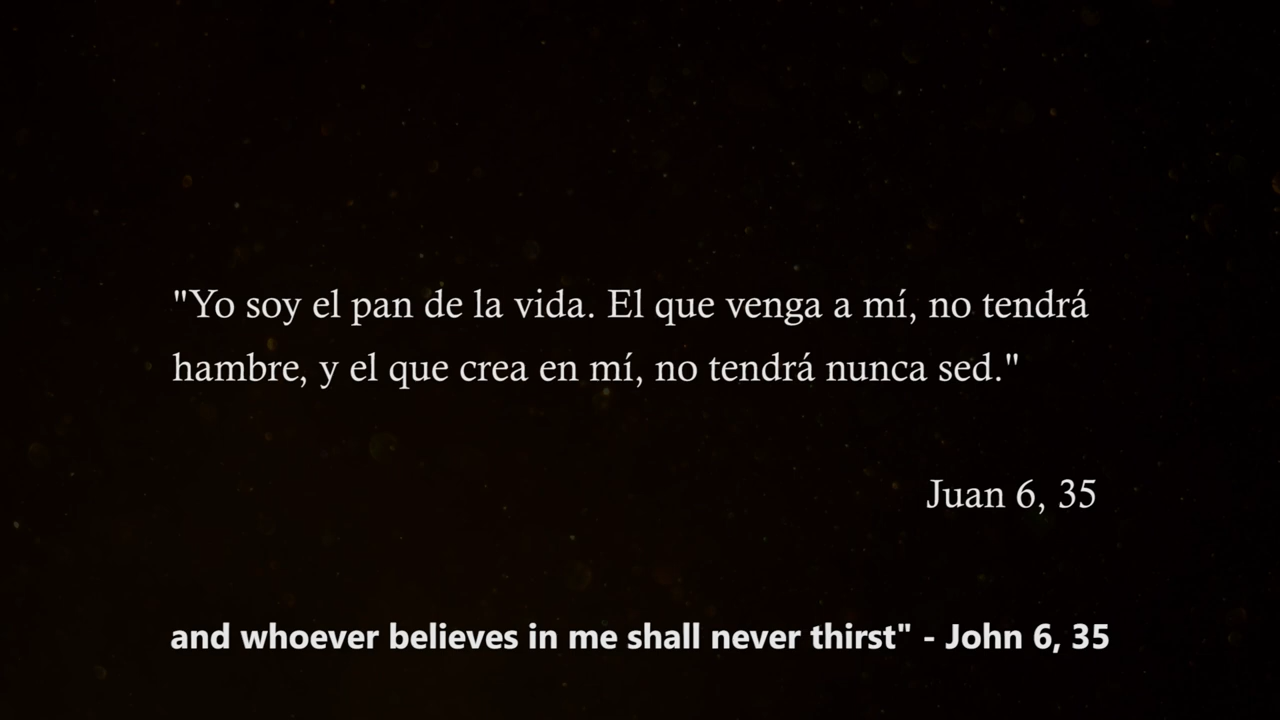 "Yo soy el pan de la vida. El que venga a mí, no tendrá
hambre, y el que crea en mí, no tendrá nunca sed."
Juan 6, 35
and whoever believes in me shall never thirst" - John 6, 35